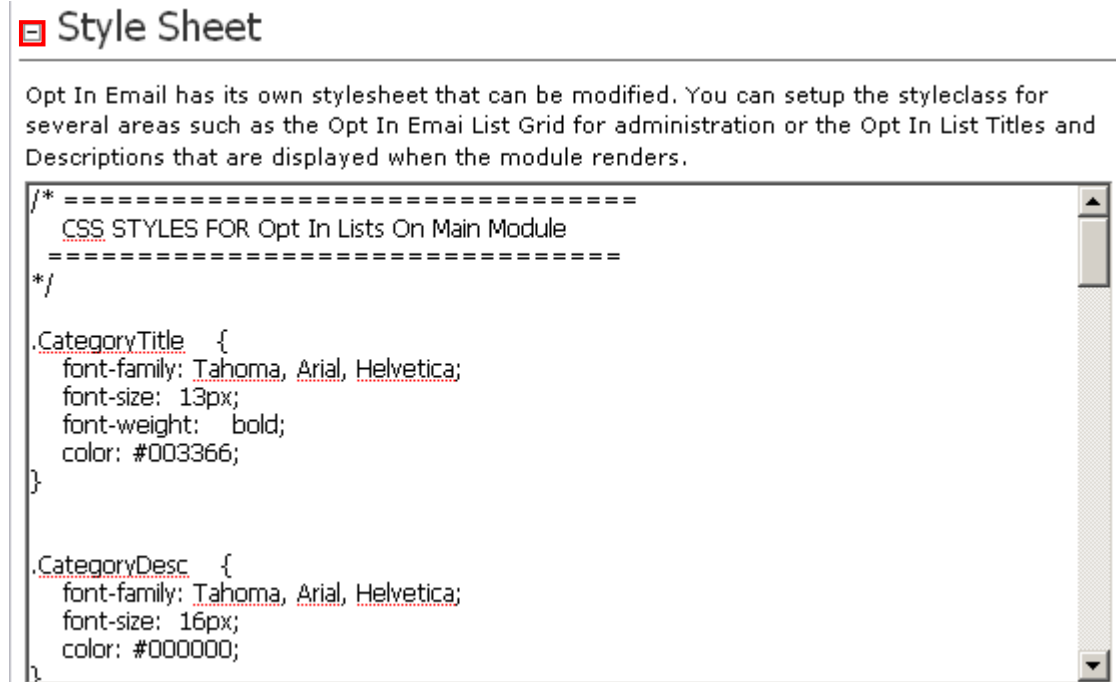 Style Sheet
Opt In Email has its own stylesheet that can be modified. You can setup the styleclass for
several areas such as the Opt In Emai List Grid for administration or the Opt In List Titles and
Descriptions that are displayed when the module renders.
/* ================================
CSS STYLES FOR Opt In Lists On Main Module
================================
*/
.CategoryTitle {
font-family: Tahoma, Arial, Helvetica;
font-size: 13px;
font-weight: bold;
color: #003366;
}
.CategoryDesc {
font-family: Tahoma, Arial, Helvetica;
font-size: 16px;
color: #000000;
}